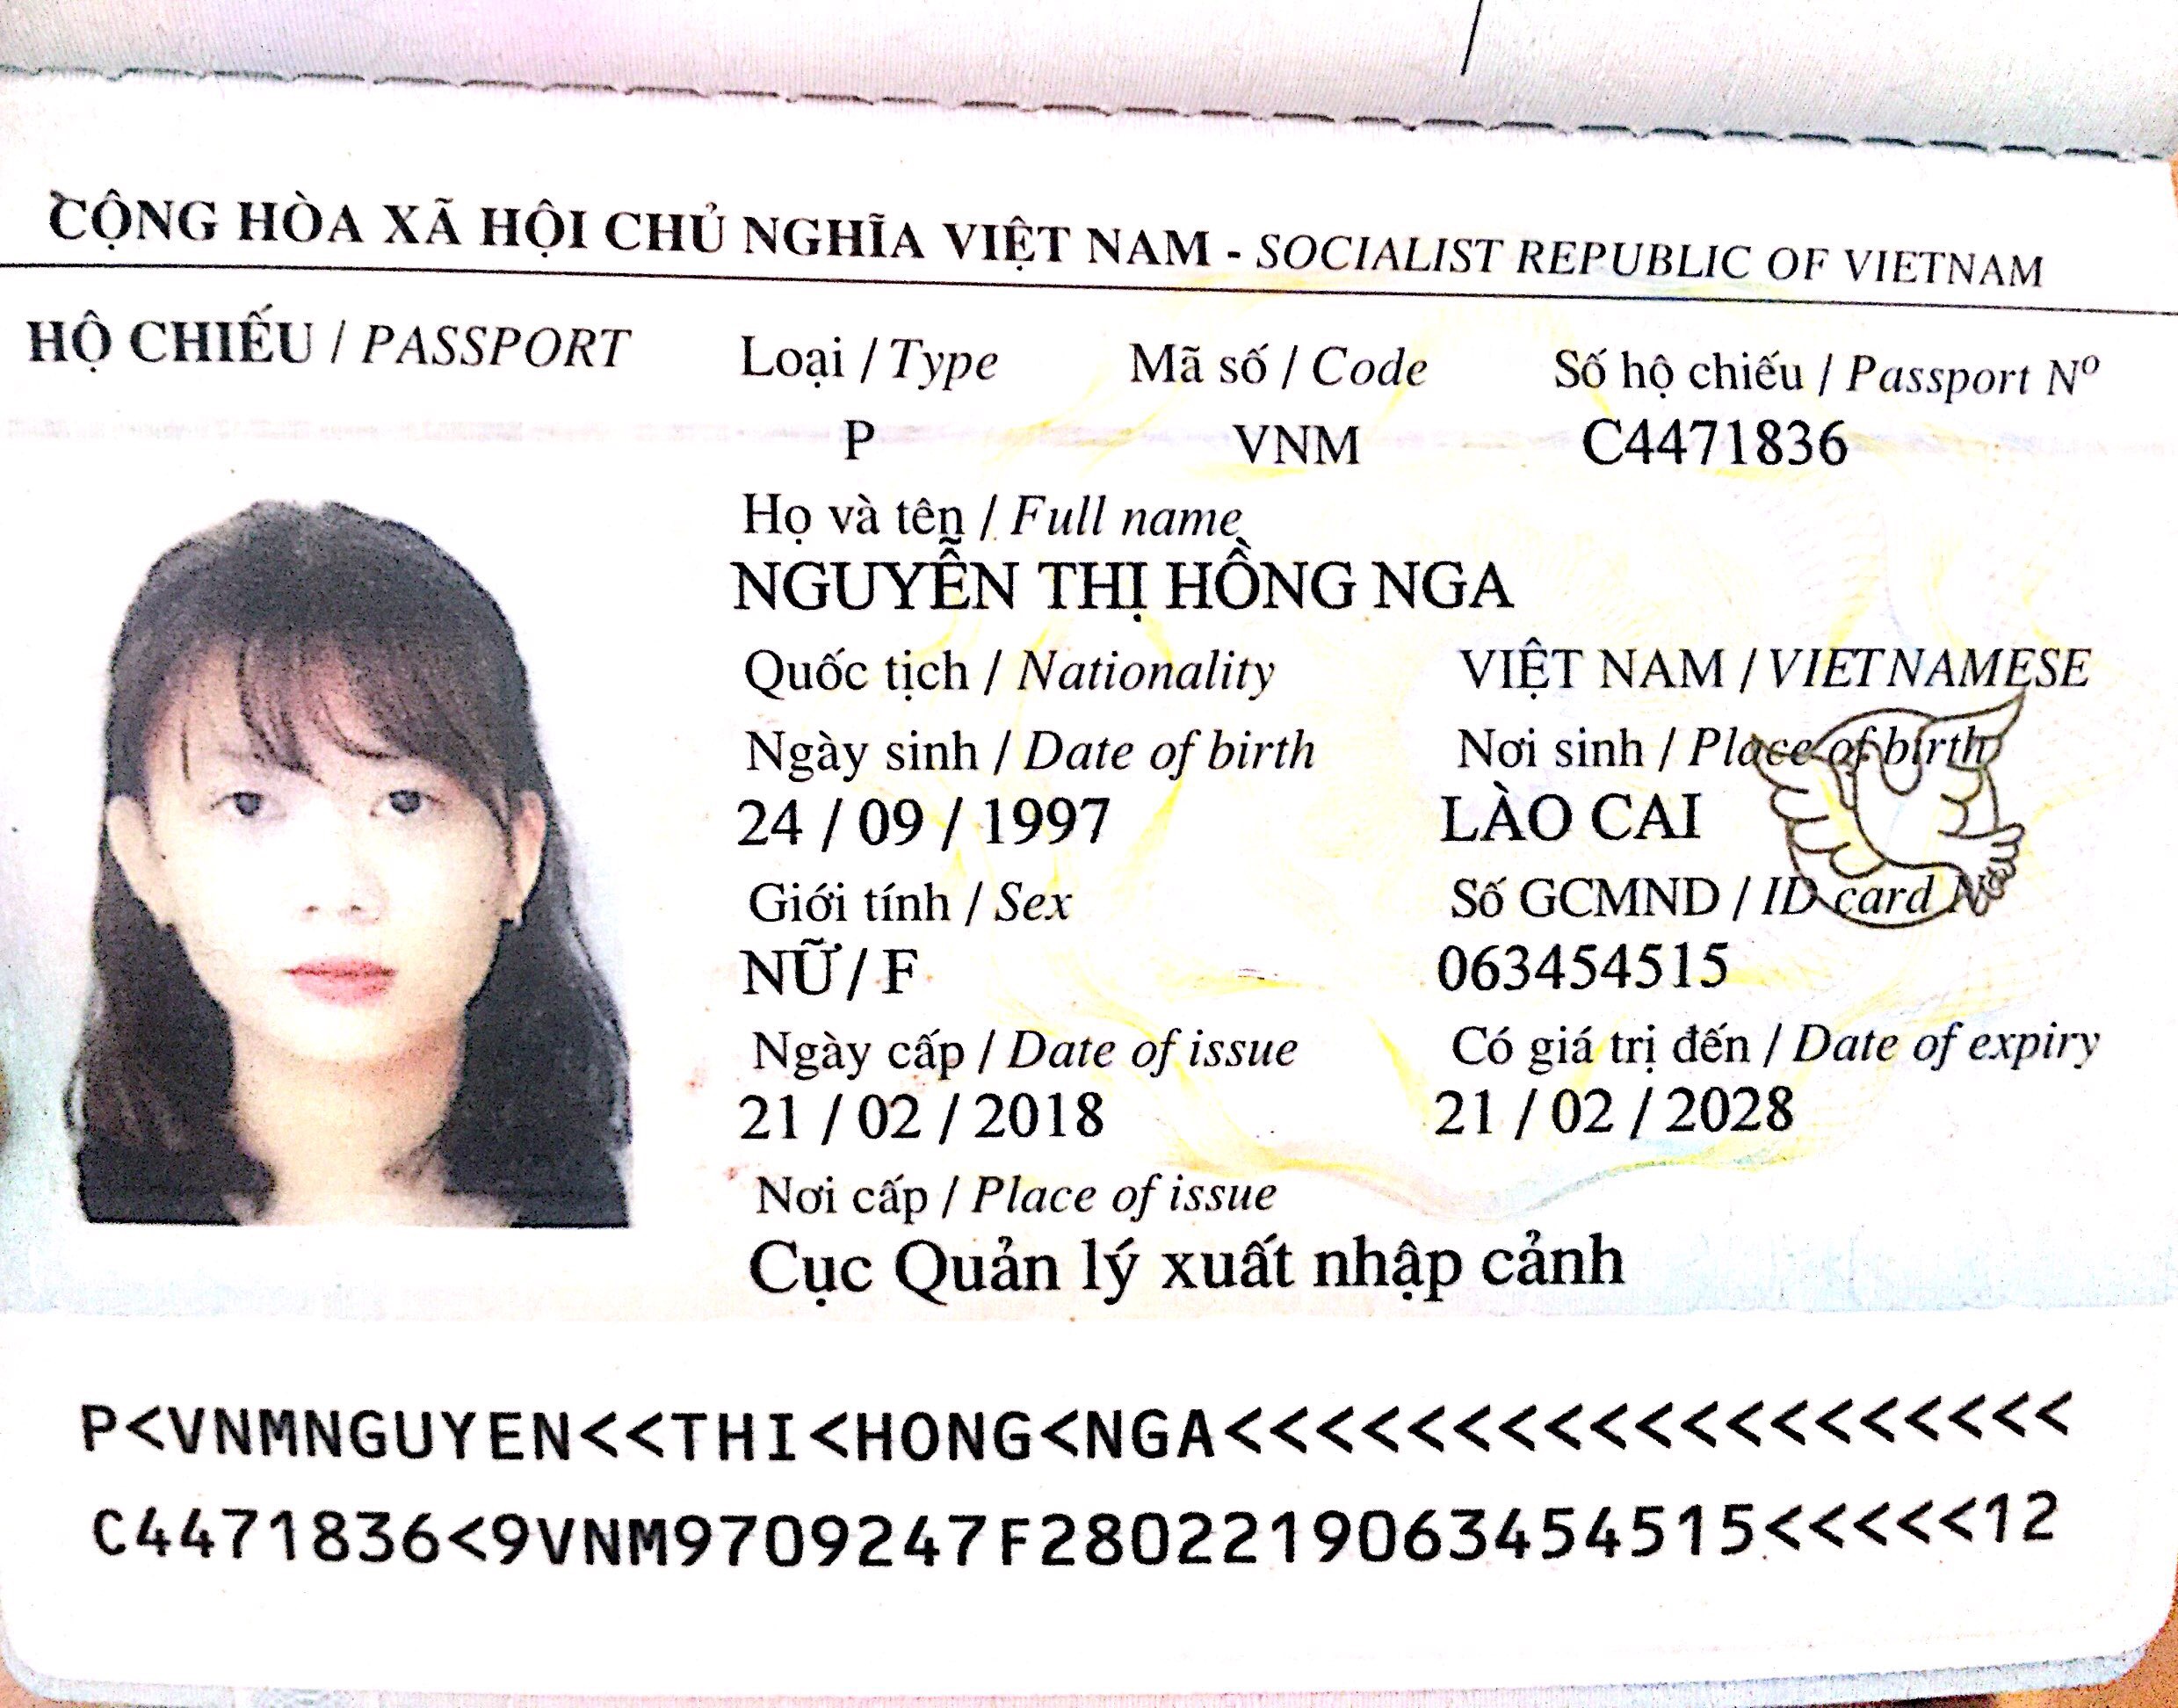 CỘNG HÒA XÃ HỘI CHỦ NGHĨA VIỆT NAM - SOCIALIST REPUBLIC OF VIETNAM
HỘ CHIẾU / PASSPORT Loại / Type Mã số / Code Số hộ chiếu / Passport Nº
P VNM C4471836
Họ và tên / Full name
NGUYỄN THỊ HỒNG NGA
Quốc tịch / Nationality VIỆT NAM / VIETNAMESE
Ngày sinh / Date of birth Nơi sinh / Place of birth
24 / 09 / 1997 LÀO CAI
Giới tính / Sex Số GCMND / ID card Nº
NỮ / F 063454515
Ngày cấp / Date of issue Có giá trị đến / Date of expiry
21 / 02 / 2018 21 / 02 / 2028
Nơi cấp / Place of issue
Cục Quản lý xuất nhập cảnh
P<VNMNGUYEN<<THI<HONG<NGA<<<<<<<<<<<<<<<<<<<
C4471836<9VNM9709247F2802219063454515<<<<<12